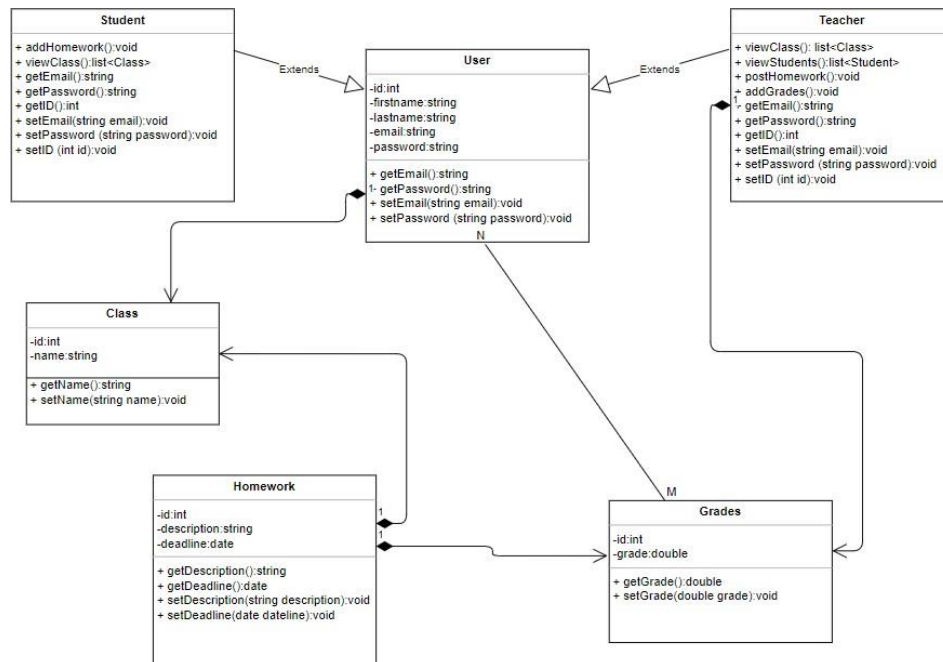 Student
+ addHomework():void
+ viewClass():list<Class>
+ getEmail():string
+ getPassword():string
+ getID():int
+ setEmail(string email):void
+ setPassword (string password):void
+ setID (int id):void
Extends
User
-id:int
-firstname:string
-lastname:string
-email:string
-password:string
+ getEmail():string
1- getPassword():string
+ setEmail(string email):void
+ setPassword (string password):void
N
Extends
Teacher
+ viewClass(): list<Class>
+ viewStudents():list<Student>
+ postHomework():void
+ addGrades():void
1- getEmail():string
+ getPassword():string
+ getID():int
+ setEmail(string email):void
+ setPassword (string password):void
+ setID (int id):void
Class
-id:int
-name:string
+ getName():string
+ setName(string name):void
Homework
-id:int
-description:string
-deadline:date
1
1
+ getDescription():string
+ getDeadline():date
+ setDescription(string description):void
+ setDeadline(date dateline):void
M
Grades
-id:int
-grade:double
+ getGrade():double
+ setGrade(double grade):void